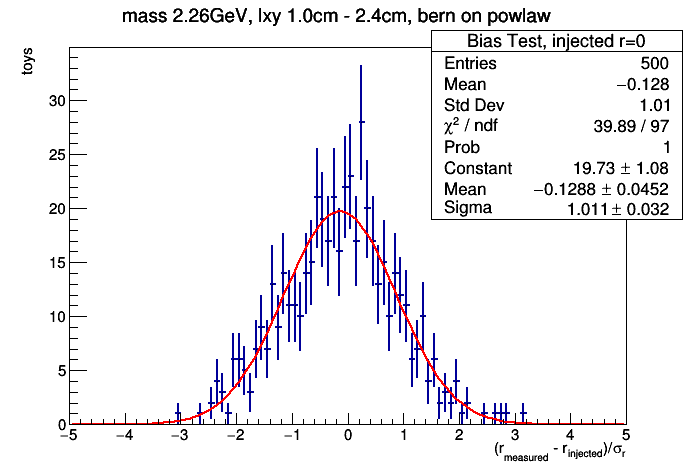 mass 2.26GeV, lxy 1.0cm - 2.4cm, bern on powlaw
toys
Bias Test, injected r=0
Entries 500
Mean −0.128
Std Dev 1.01
χ² / ndf 39.89 / 97
Prob 1
Constant 19.73 ± 1.08
Mean −0.1288 ± 0.0452
Sigma 1.011 ± 0.032
30
25
20
15
10
5
0
−5 −4 −3 −2 −1 0 1 2 3 4 5
(r_measured - r_injected)/σ_r